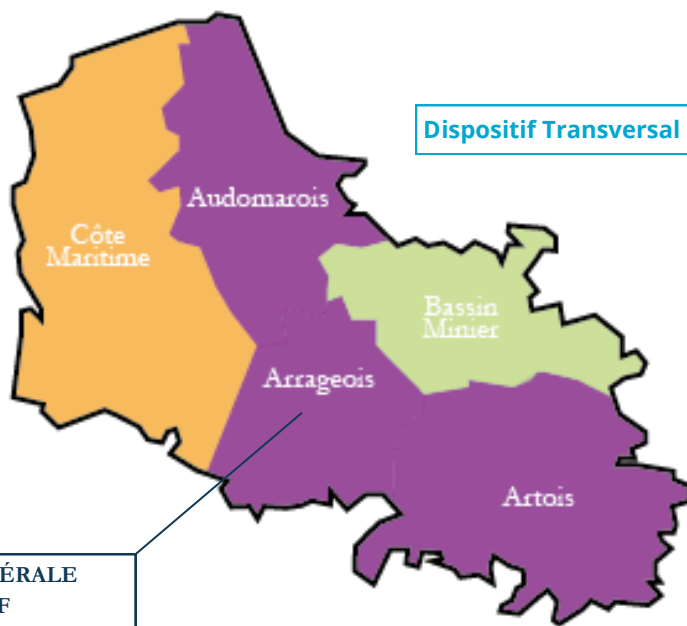 Dispositif Transversal
Audomarois
Côte
Maritime
Bassin
Minier
Arrageois
Artois
ÉRALE
F